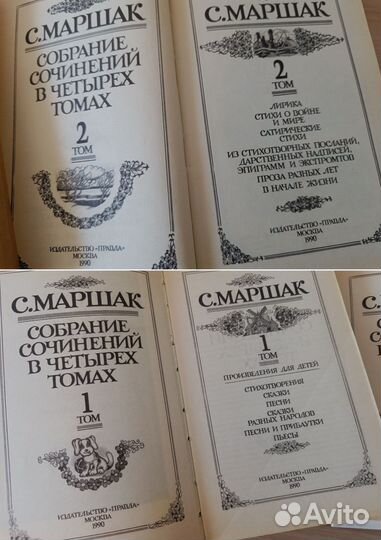 С. МАРШАК
СОБРАНИЕ
СОЧИНЕНИЙ
В ЧЕТЫРЕХ
ТОМАХ
2
ТОМ
ИЗДАТЕЛЬСТВО «ПРАВДА»
МОСКВА
1990
С. МАРШАК
2
ТОМ
ЛИРИКА
СТИХИ О ВОЙНЕ
И МИРЕ
САТИРИЧЕСКИЕ
СТИХИ
ИЗ СТИХОТВОРНЫХ ПОСЛАНИЙ,
ДАРСТВЕННЫХ НАДПИСЕЙ,
ЭПИГРАММ И ЭКСПРОМТОВ
ПРОЗА РАЗНЫХ ЛЕТ
В НАЧАЛЕ ЖИЗНИ
ИЗДАТЕЛЬСТВО «ПРАВДА»
МОСКВА
1990
С. МАРШАК
СОБРАНИЕ
СОЧИНЕНИЙ
В ЧЕТЫРЕХ
ТОМАХ
1
ТОМ
ИЗДАТЕЛЬСТВО «ПРАВДА»
МОСКВА
1990
С. МАРШАК
1
ТОМ
ПРОИЗВЕДЕНИЯ ДЛЯ ДЕТЕЙ
СТИХОТВОРЕНИЯ
СКАЗКИ
ПЕСНИ
СКАЗКИ
РАЗНЫХ НАРОДОВ
ПЕСНИ И ПРИБАУТКИ
ПЬЕСЫ
ИЗДАТЕЛЬСТВО «ПРАВДА»
МОСКВА
1990
Avito